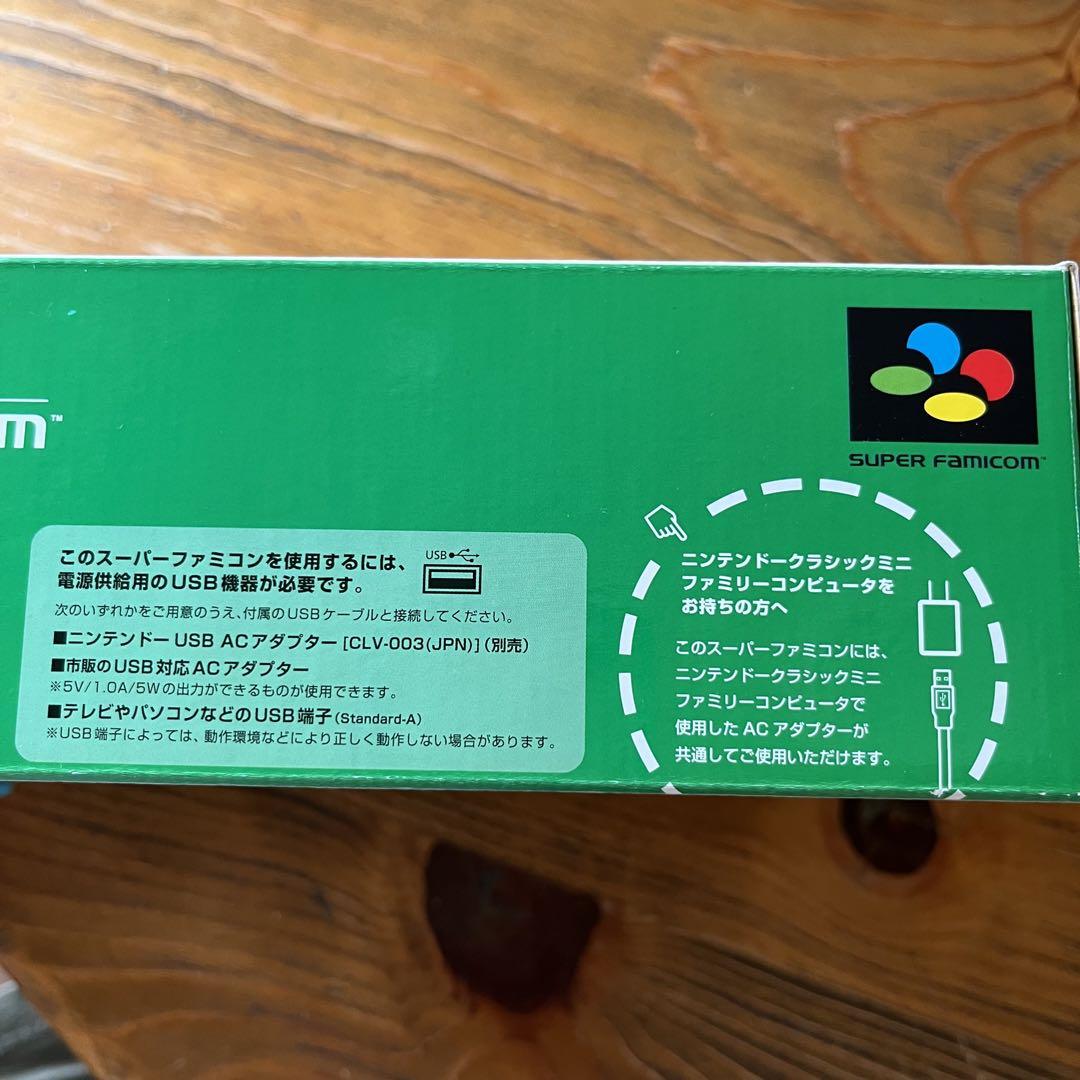 m™
SUPER FAMICOM™
このスーパーファミコンを使用するには、
電源供給用のUSB機器が必要です。
USB
次のいずれかをご用意のうえ、付属のUSBケーブルと接続してください。
■ニンテンドーUSB ACアダプター [CLV-003(JPN)] (別売)
■市販のUSB対応ACアダプター
※5V/1.0A/5Wの出力ができるものが使用できます。
■テレビやパソコンなどのUSB端子(Standard-A)
※USB端子によっては、動作環境などにより正しく動作しない場合があります。
ニンテンドークラシックミニ
ファミリーコンピュータを
お持ちの方へ
このスーパーファミコンには、
ニンテンドークラシックミニ
ファミリーコンピュータで
使用したACアダプターが
共通してご使用いただけます。